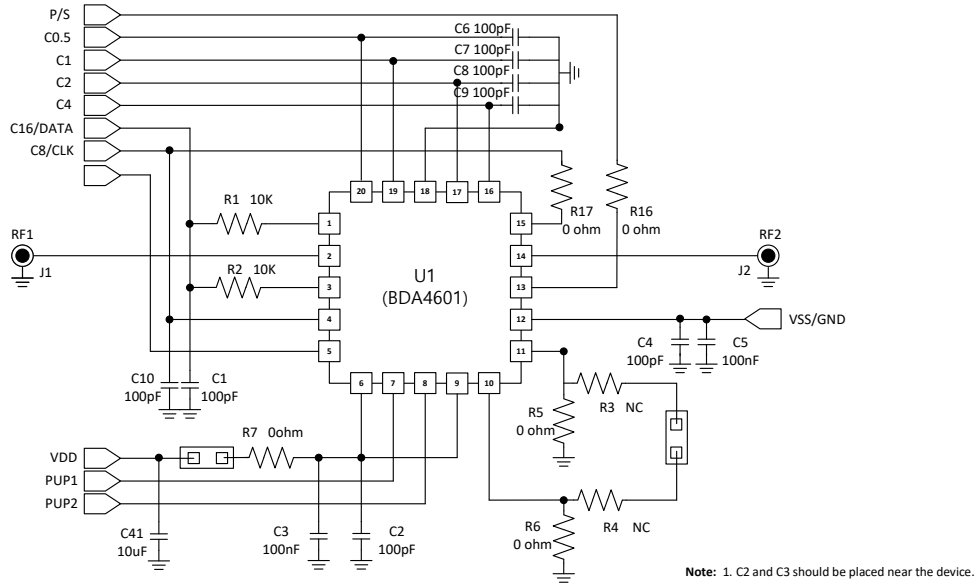 P/S
C0.5
C1
C2
C4
C16/DATA
C8/CLK
C6 100pF
C7 100pF
C8 100pF
C9 100pF
20
19
18
17
16
R1 10K
R2 10K
R17
0 ohm
R16
0 ohm
1
2
3
4
5
15
14
13
12
11
RF1
J1
RF2
J2
U1
(BDA4601)
VSS/GND
C4
100pF
C5
100nF
C10
100pF
C1
100pF
6
7
8
9
10
R3 NC
R5
0 ohm
R7 0ohm
VDD
PUP1
PUP2
C41
10uF
C3
100nF
C2
100pF
R4 NC
R6
0 ohm
Note: 1. C2 and C3 should be placed near the device.